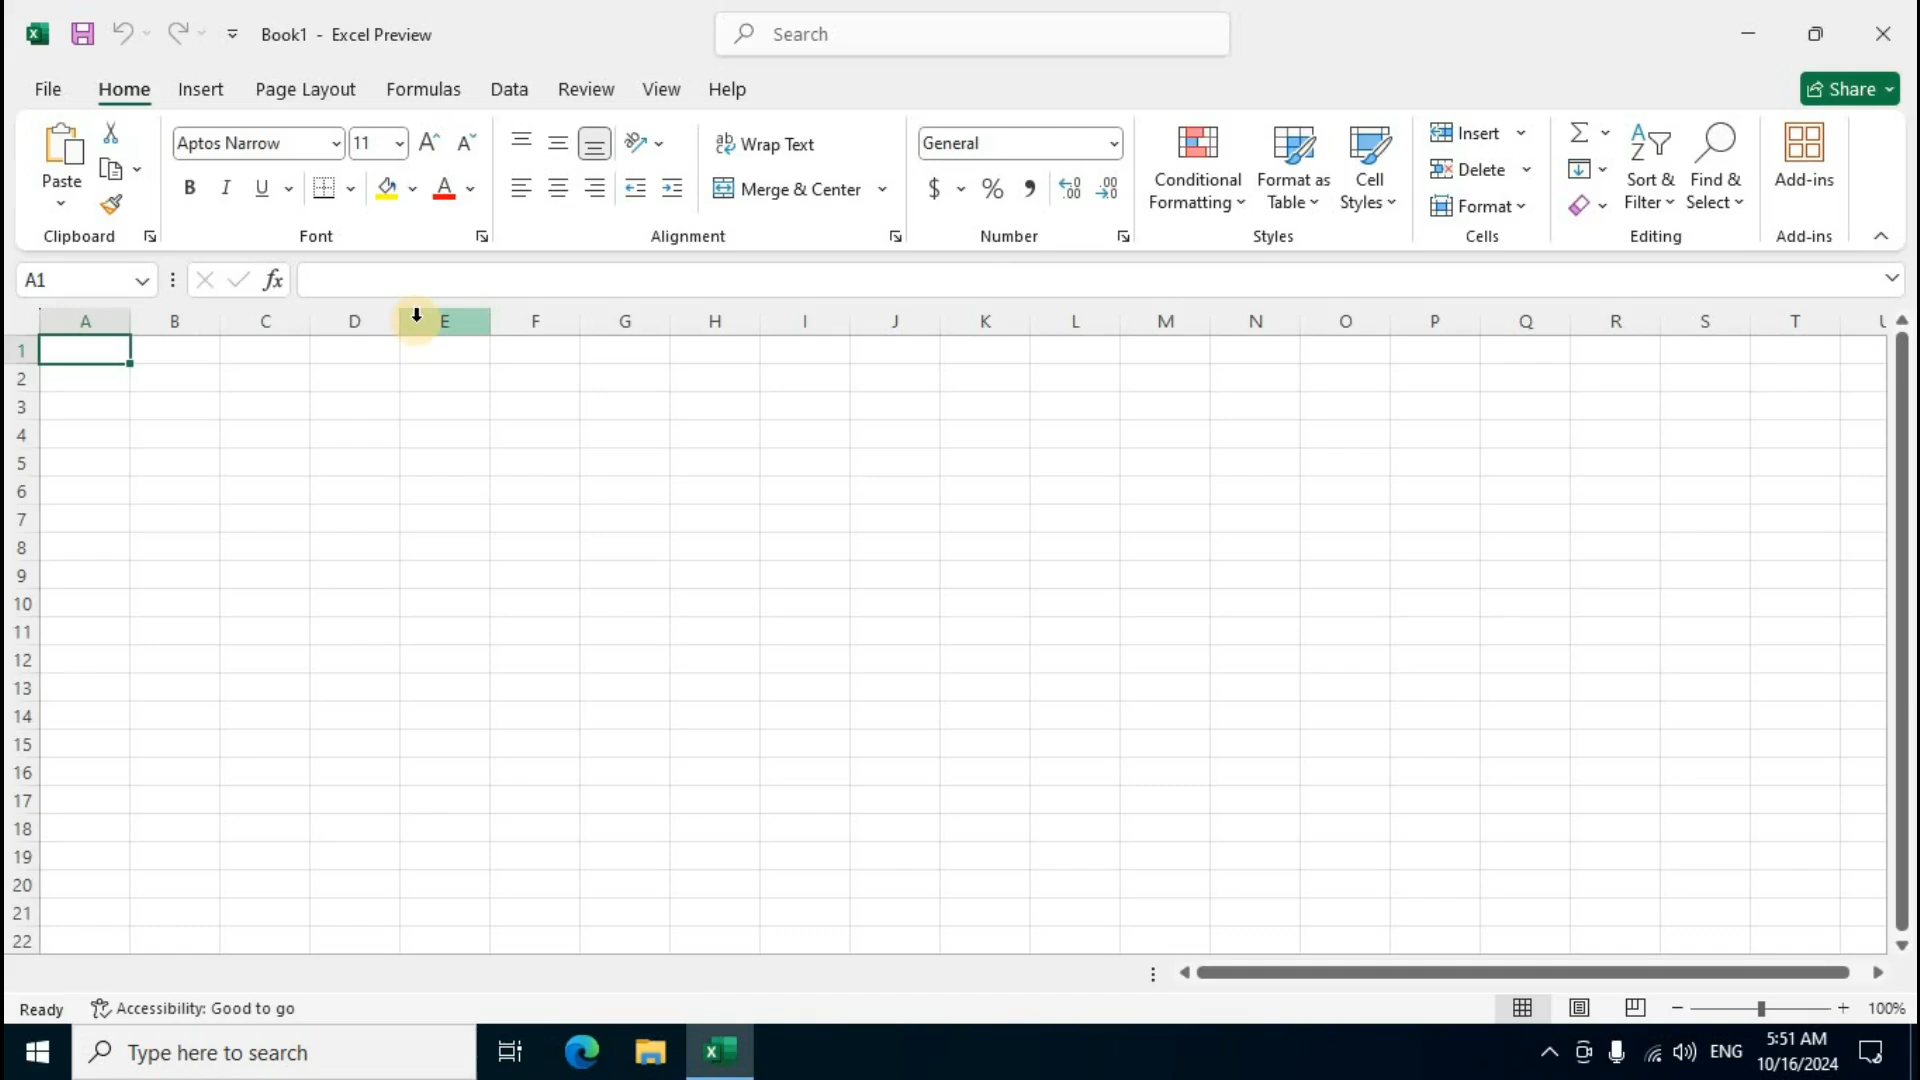 Book1 - Excel Preview
Search
File Home Insert Page Layout Formulas Data Review View Help
Share
Paste
Aptos Narrow 11
B I U A
ab Wrap Text
Merge & Center
General
$ % 9
Conditional Formatting
Format as Table
Cell Styles
Insert
Delete
Format
Sort & Filter
Find & Select
Add-ins
Clipboard Font Alignment Number Styles Cells Editing Add-ins
A1 fx
A B C D E F G H I J K L M N O P Q R S T
1
2
3
4
5
6
7
8
9
10
11
12
13
14
15
16
17
18
19
20
21
22
Ready Accessibility: Good to go 100%
Type here to search
ENG
5:51 AM
10/16/2024